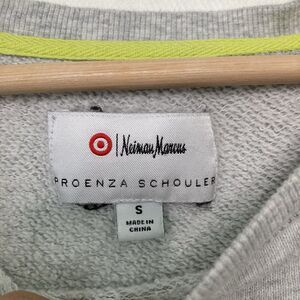 Neiman Marcus
PROENZA SCHOULER
S
MADE IN
CHINA